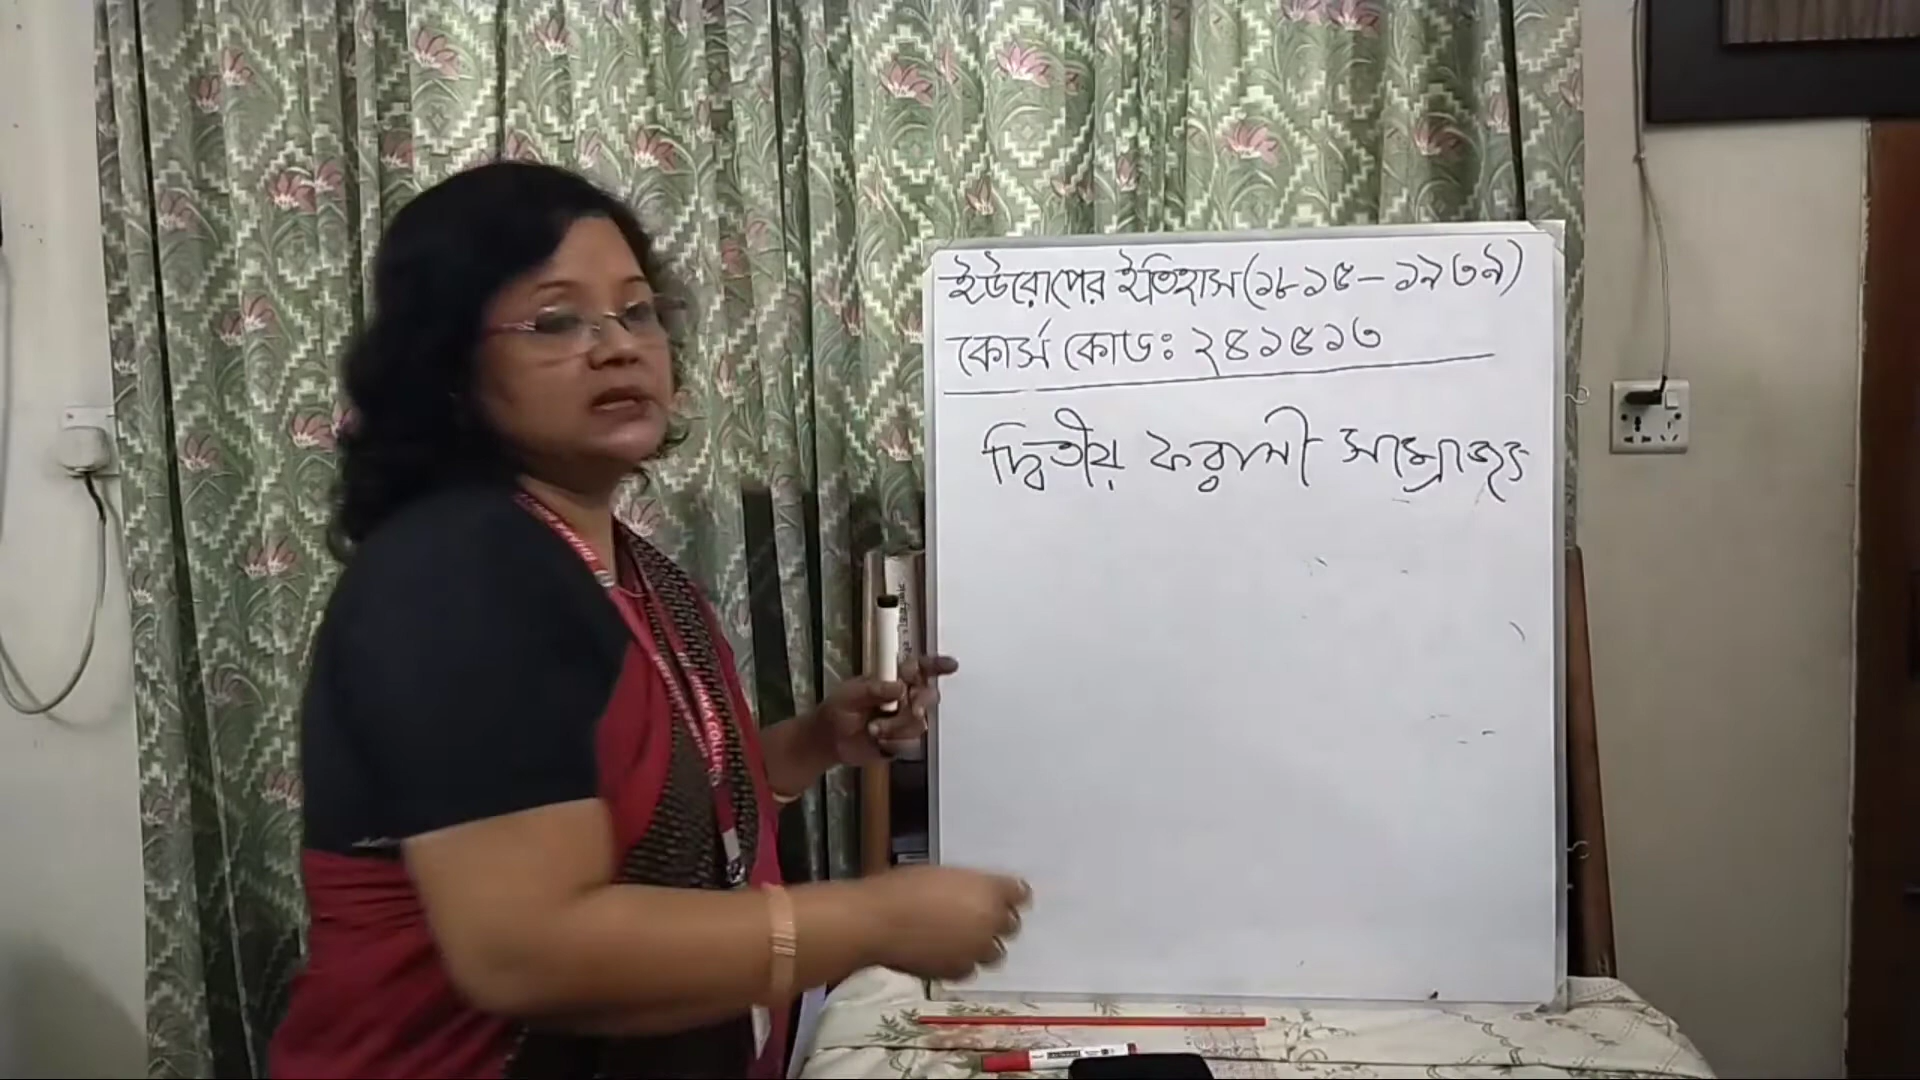 ইউরোপের ইতিহাস (১৮১৫ – ১৯৩৯)
কোর্স কোডঃ ২৪১৫১৩
দ্বিতীয় ফরাসী সাম্রাজ্য